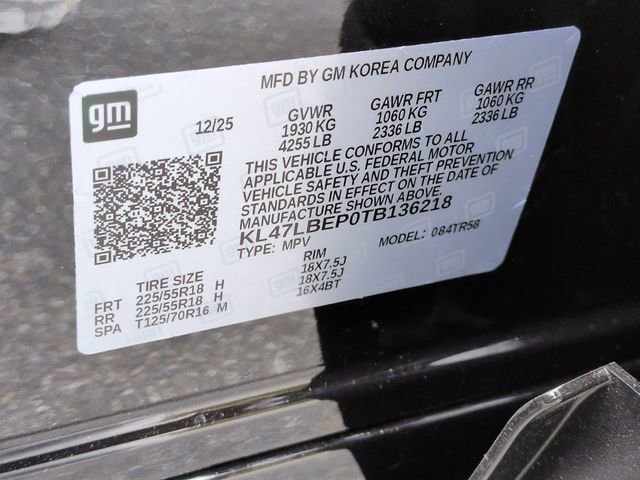 MFD BY GM KOREA COMPANY
gm
12/25
GVWR
1930 KG
4255 LB
GAWR FRT
1060 KG
2336 LB
GAWR RR
1060 KG
2336 LB
THIS VEHICLE CONFORMS TO ALL
APPLICABLE U.S. FEDERAL MOTOR
VEHICLE SAFETY AND THEFT PREVENTION
STANDARDS IN EFFECT ON THE DATE OF
MANUFACTURE SHOWN ABOVE.
KL47LBEP0TB136218
TYPE: MPV MODEL: 084TR58
TIRE SIZE RIM
FRT 225/55R18 H 18X7.5J
RR 225/55R18 H 18X7.5J
SPA T125/70R16 M 16X4BT